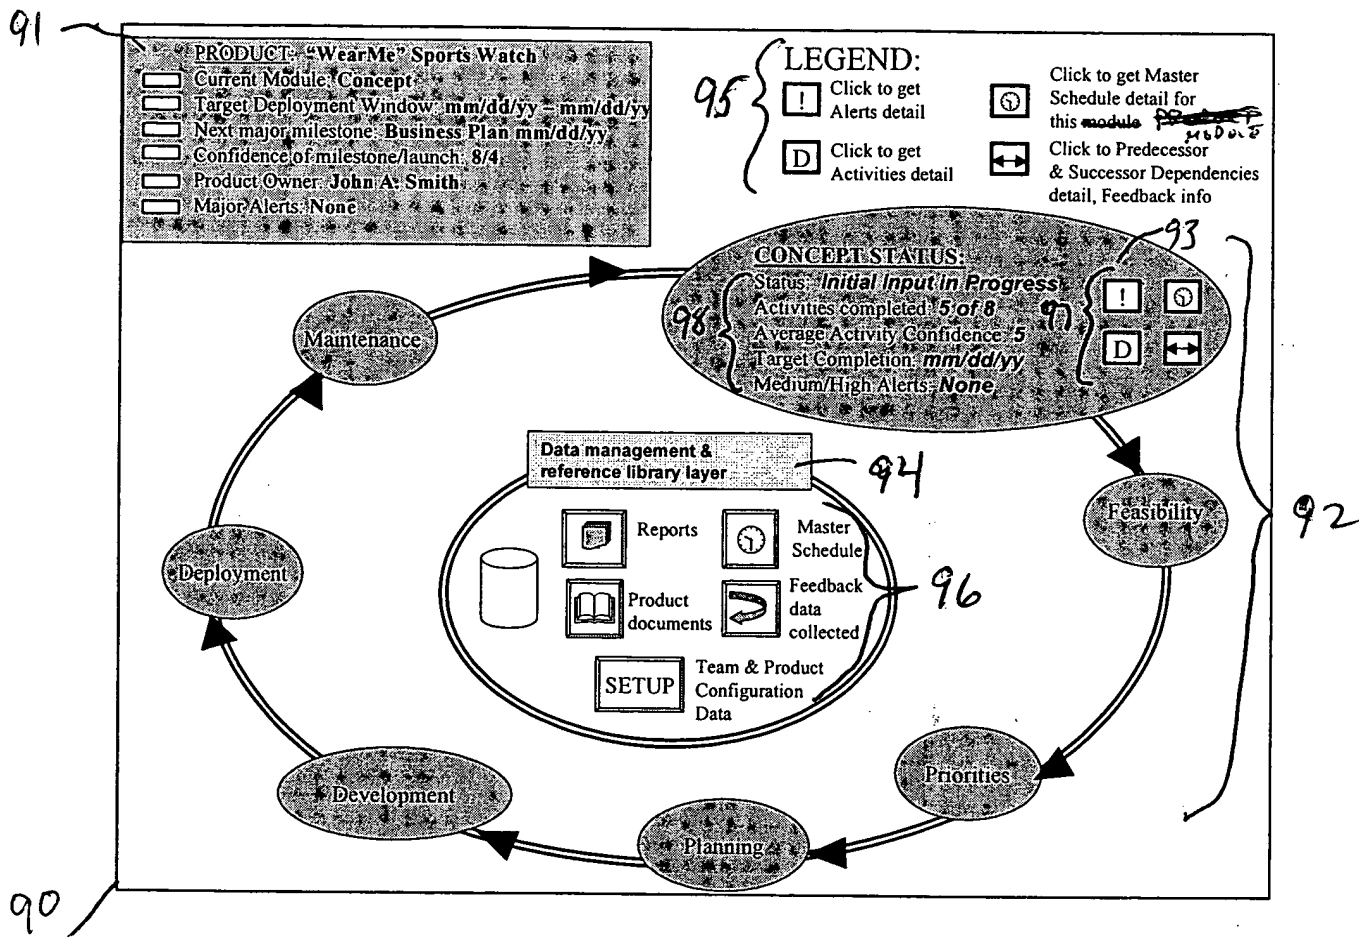 91
PRODUCT: "WearMe" Sports Watch
Current Module: Concept
Target Deployment Window: mm/dd/yy – mm/dd/yy
Next major milestone: Business Plan mm/dd/yy
Confidence of milestone/launch: 8/4
Product Owner: John A. Smith
Major Alerts: None
95
LEGEND:
!
Click to get
Alerts detail
D
Click to get
Activities detail
Click to get Master
Schedule detail for
this module
MODULE
Click to Predecessor
& Successor Dependencies
detail, Feedback info
93
CONCEPT STATUS:
Status: Initial Input in Progress
Activities completed: 5 of 8
Average Activity Confidence: 5
Target Completion: mm/dd/yy
Medium/High Alerts: None
98
97
!
D
Maintenance
Data management &
reference library layer
94
Feasibility
92
Reports
Master
Schedule
Deployment
Product
documents
Feedback
data
collected
96
SETUP
Team & Product
Configuration
Data
Priorities
Development
Planning
90